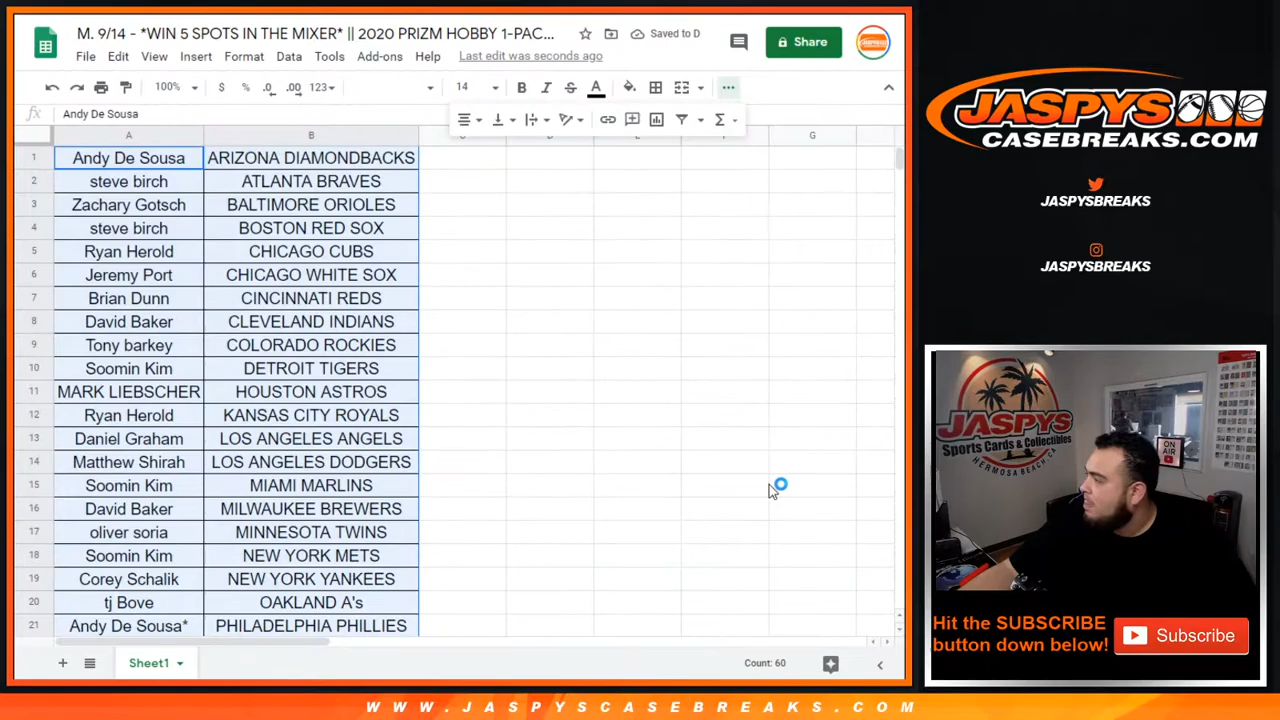 M. 9/14 - *WIN 5 SPOTS IN THE MIXER* || 2020 PRIZM HOBBY 1-PAC...
Saved to D
Share
File Edit View Insert Format Data Tools Add-ons Help Last edit was seconds ago
100% $ % .0 .00 123 14 B I S A
fx Andy De Sousa
A B G
1 Andy De Sousa ARIZONA DIAMONDBACKS
2 steve birch ATLANTA BRAVES
3 Zachary Gotsch BALTIMORE ORIOLES
4 steve birch BOSTON RED SOX
5 Ryan Herold CHICAGO CUBS
6 Jeremy Port CHICAGO WHITE SOX
7 Brian Dunn CINCINNATI REDS
8 David Baker CLEVELAND INDIANS
9 Tony barkey COLORADO ROCKIES
10 Soomin Kim DETROIT TIGERS
11 MARK LIEBSCHER HOUSTON ASTROS
12 Ryan Herold KANSAS CITY ROYALS
13 Daniel Graham LOS ANGELES ANGELS
14 Matthew Shirah LOS ANGELES DODGERS
15 Soomin Kim MIAMI MARLINS
16 David Baker MILWAUKEE BREWERS
17 oliver soria MINNESOTA TWINS
18 Soomin Kim NEW YORK METS
19 Corey Schalik NEW YORK YANKEES
20 tj Bove OAKLAND A's
21 Andy De Sousa* PHILADELPHIA PHILLIES
Sheet1
Count: 60
JASPYS
CASEBREAKS.COM
JASPYSBREAKS
JASPYSBREAKS
JASPYS
Sports Cards & Collectibles
HERMOSA BEACH, CA
ON AIR
Hit the SUBSCRIBE
button down below!
Subscribe
WWW.JASPYSCASEBREAKS.COM